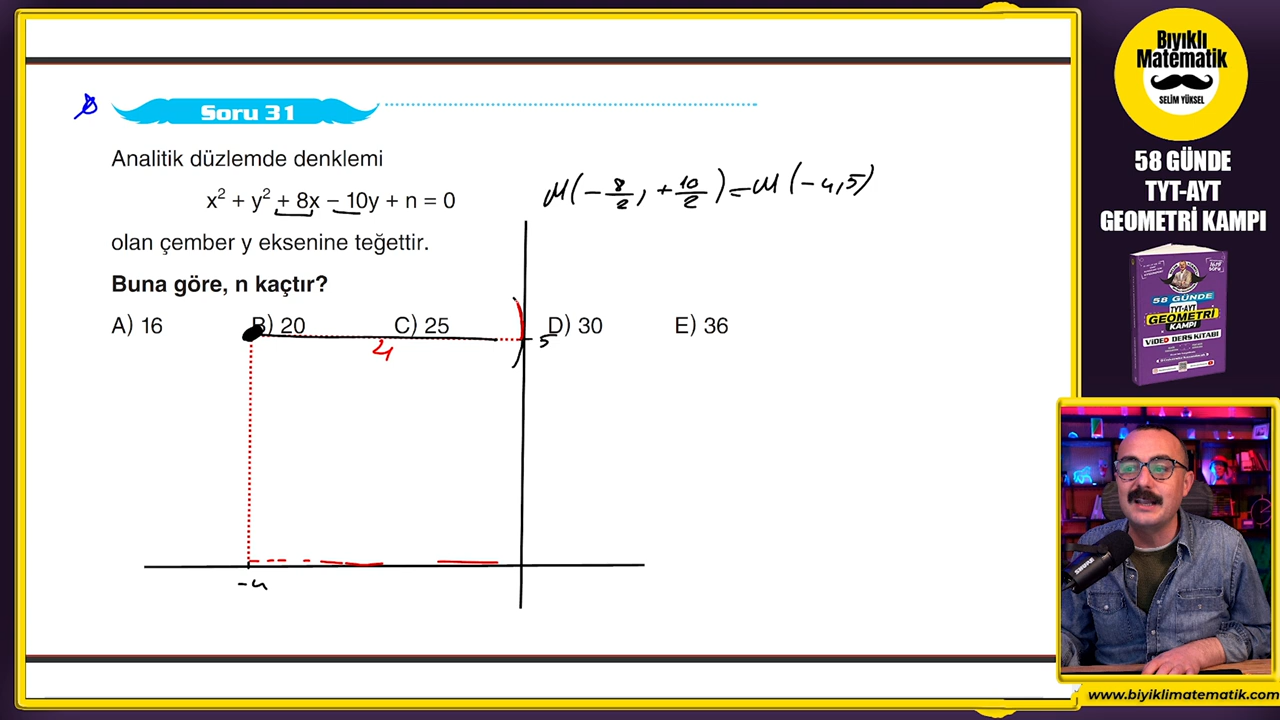 Soru 31
Analitik düzlemde denklemi
x² + y² + 8x – 10y + n = 0
olan çember y eksenine teğettir.
Buna göre, n kaçtır?
A) 16 B) 20 C) 25 D) 30 E) 36
M(-8/2, +10/2) = M(-4,5)
4
5
-4
Bıyıklı
Matematik
SELİM YÜKSEL
58 GÜNDE
TYT-AYT
GEOMETRİ KAMPI
58 GÜNDE
TYT-AYT
GEOMETRİ
KAMPI
VİDEO DERS KİTABI
www.biyiklimatematik.com